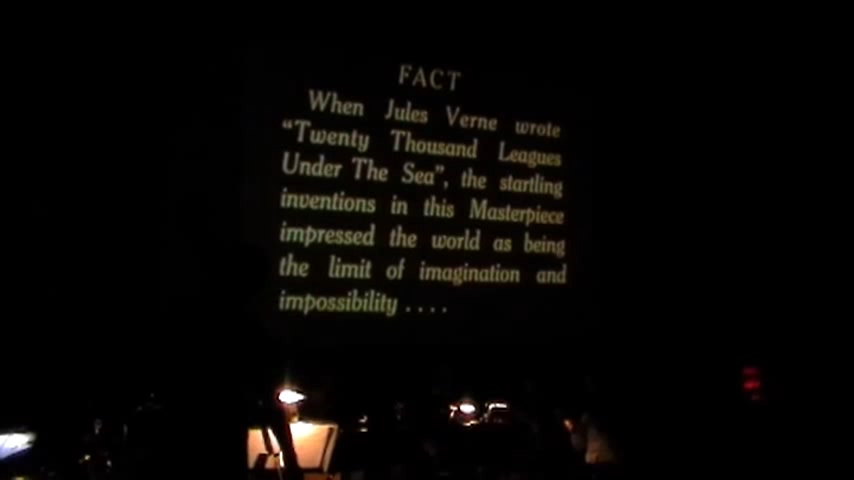 FACT
When Jules Verne wrote
“Twenty Thousand Leagues
Under The Sea”, the startling
inventions in this Masterpiece
impressed the world as being
the limit of imagination and
impossibility ....